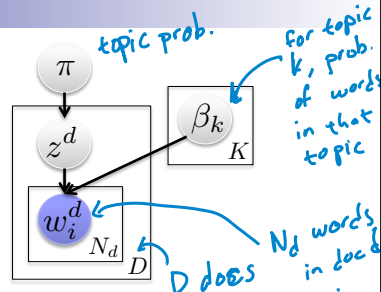 topic prob.
for topic
k, prob.
of words
in that
topic
π
z^d
β_k
K
w_i^d
N_d
D
N_d words
in doc d
D docs